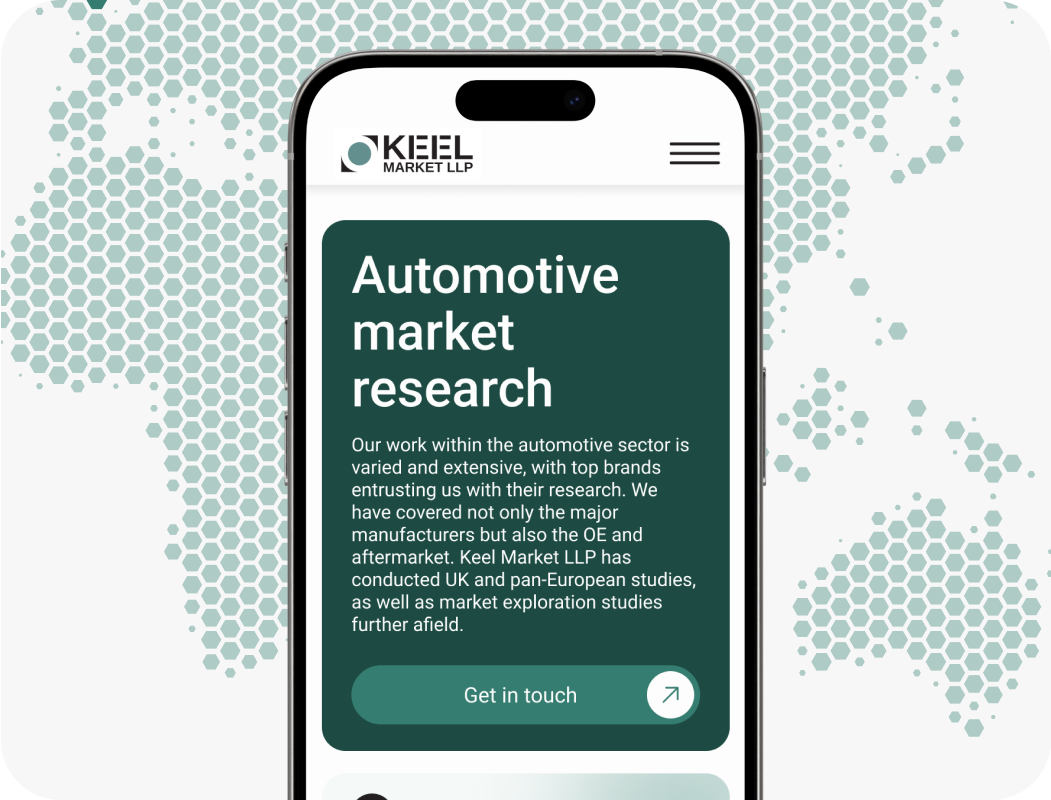 KEEL
MARKET LLP
Automotive
market
research
Our work within the automotive sector is
varied and extensive, with top brands
entrusting us with their research. We
have covered not only the major
manufacturers but also the OE and
aftermarket. Keel Market LLP has
conducted UK and pan-European studies,
as well as market exploration studies
further afield.
Get in touch